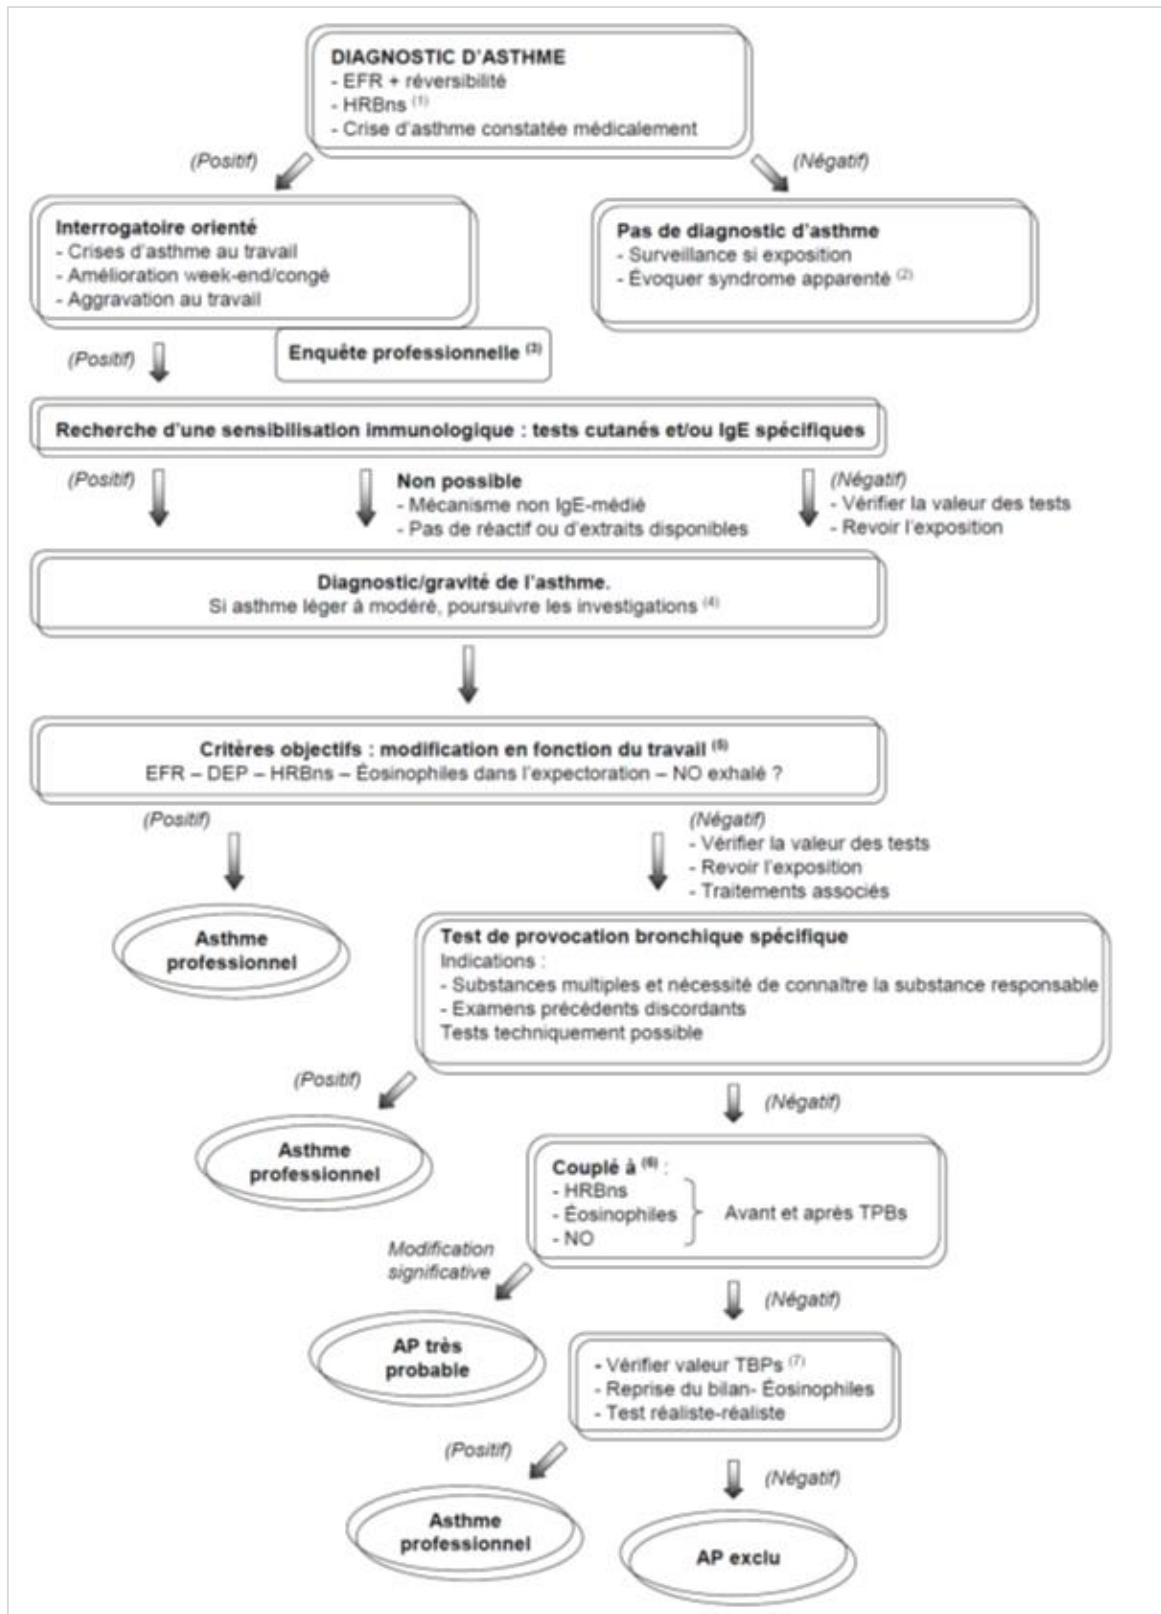 DIAGNOSTIC D'ASTHME
- EFR + réversibilité
- HRBns (1)
- Crise d'asthme constatée médicalement
(Positif)
(Négatif)
Interrogatoire orienté
- Crises d'asthme au travail
- Amélioration week-end/congé
- Aggravation au travail
Pas de diagnostic d'asthme
- Surveillance si exposition
- Évoquer syndrome apparenté (2)
(Positif)
Enquête professionnelle (3)
Recherche d'une sensibilisation immunologique : tests cutanés et/ou IgE spécifiques
(Positif)
Non possible
- Mécanisme non IgE-médié
- Pas de réactif ou d'extraits disponibles
(Négatif)
- Vérifier la valeur des tests
- Revoir l'exposition
Diagnostic/gravité de l'asthme.
Si asthme léger à modéré, poursuivre les investigations (4)
Critères objectifs : modification en fonction du travail (5)
EFR – DEP – HRBns – Éosinophiles dans l'expectoration – NO exhalé ?
(Positif)
(Négatif)
- Vérifier la valeur des tests
- Revoir l'exposition
- Traitements associés
Asthme
professionnel
Test de provocation bronchique spécifique
Indications :
- Substances multiples et nécessité de connaître la substance responsable
- Examens précédents discordants
Tests techniquement possible
(Positif)
(Négatif)
Asthme
professionnel
Couplé à (6) :
- HRBns
- Éosinophiles
- NO
Avant et après TPBs
Modification
significative
(Négatif)
AP très
probable
- Vérifier valeur TBPs (7)
- Reprise du bilan- Éosinophiles
- Test réaliste-réaliste
(Positif)
(Négatif)
Asthme
professionnel
AP exclu